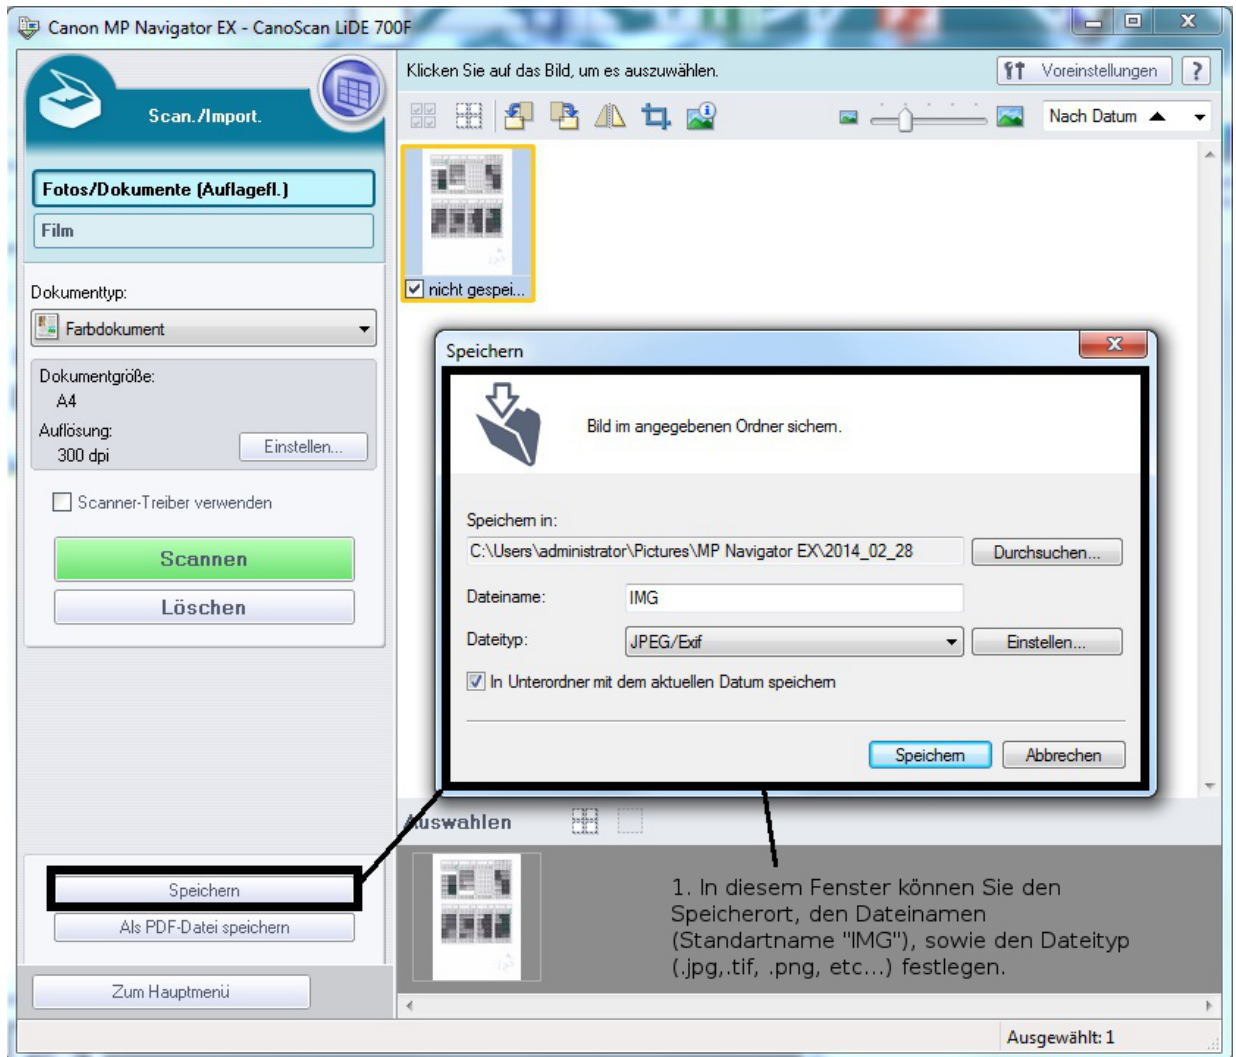 Canon MP Navigator EX - CanoScan LiDE 700F
Scan./Import.
Klicken Sie auf das Bild, um es auszuwählen.
Voreinstellungen
?
Nach Datum
Fotos/Dokumente (Auflagefl.)
Film
nicht gespei...
Dokumenttyp:
Farbdokument
Dokumentgröße:
A4
Auflösung:
300 dpi
Einstellen...
Scanner-Treiber verwenden
Scannen
Löschen
Speichern
Bild im angegebenen Ordner sichern.
Speichern in:
C:\Users\administrator\Pictures\MP Navigator EX\2014_02_28
Durchsuchen...
Dateiname:
IMG
Dateityp:
JPEG/Exif
Einstellen...
In Unterordner mit dem aktuellen Datum speichern
Speichern
Abbrechen
Auswahlen
Speichern
Als PDF-Datei speichern
Zum Hauptmenü
1. In diesem Fenster können Sie den
Speicherort, den Dateinamen
(Standartname "IMG"), sowie den Dateityp
(.jpg,.tif, .png, etc...) festlegen.
Ausgewählt: 1